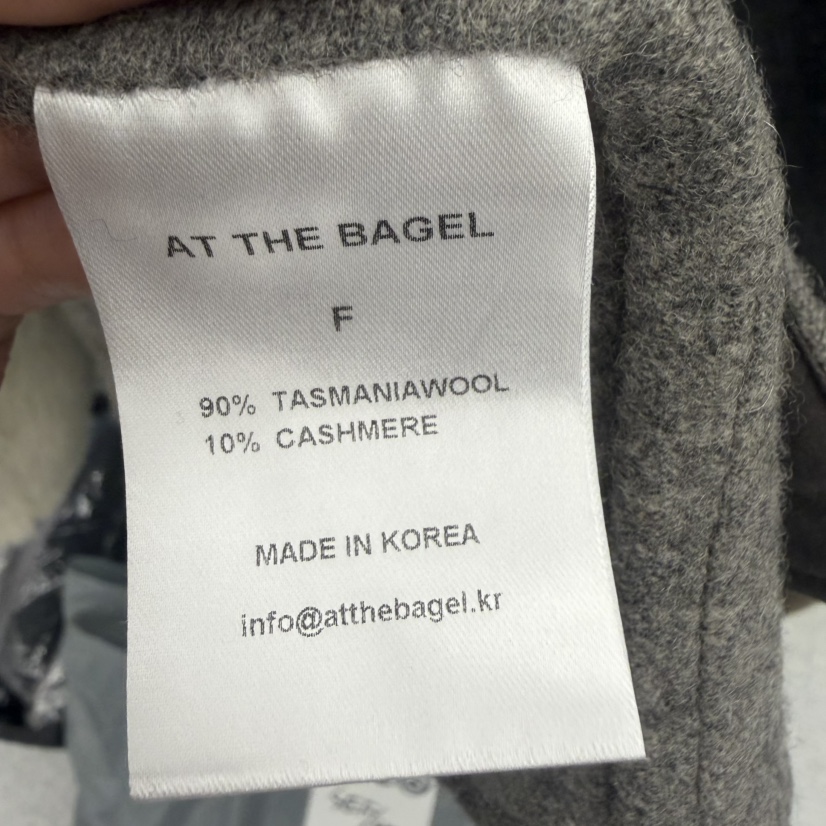 AT THE BAGEL
F
90% TASMANIAWOOL
10% CASHMERE
MADE IN KOREA
info@atthebagel.kr